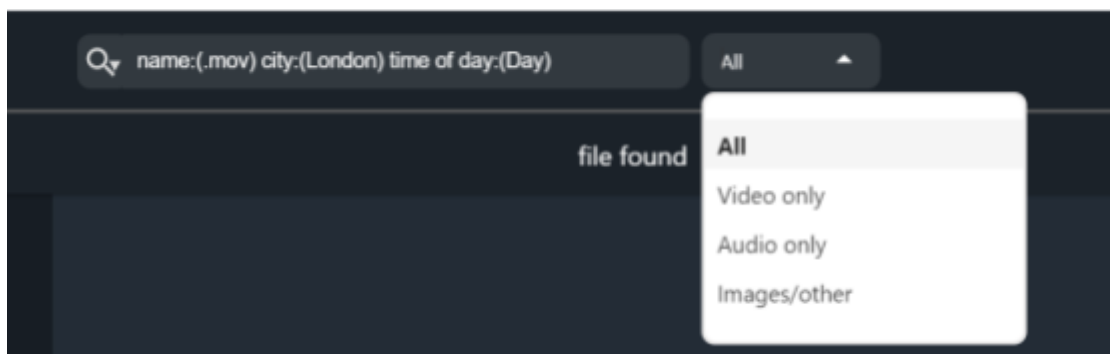 name:(.mov) city:(London) time of day:(Day)
All
file found
All
Video only
Audio only
Images/other